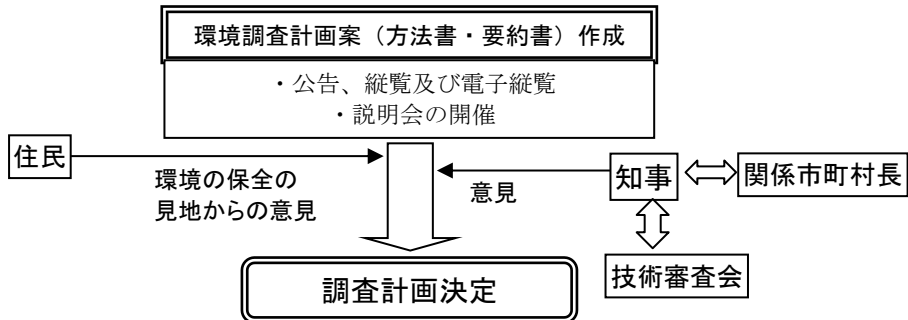 環境調査計画案（方法書・要約書）作成
・公告、縦覧及び電子縦覧
・説明会の開催
住民
環境の保全の
見地からの意見
意見
知事
関係市町村長
技術審査会
調査計画決定